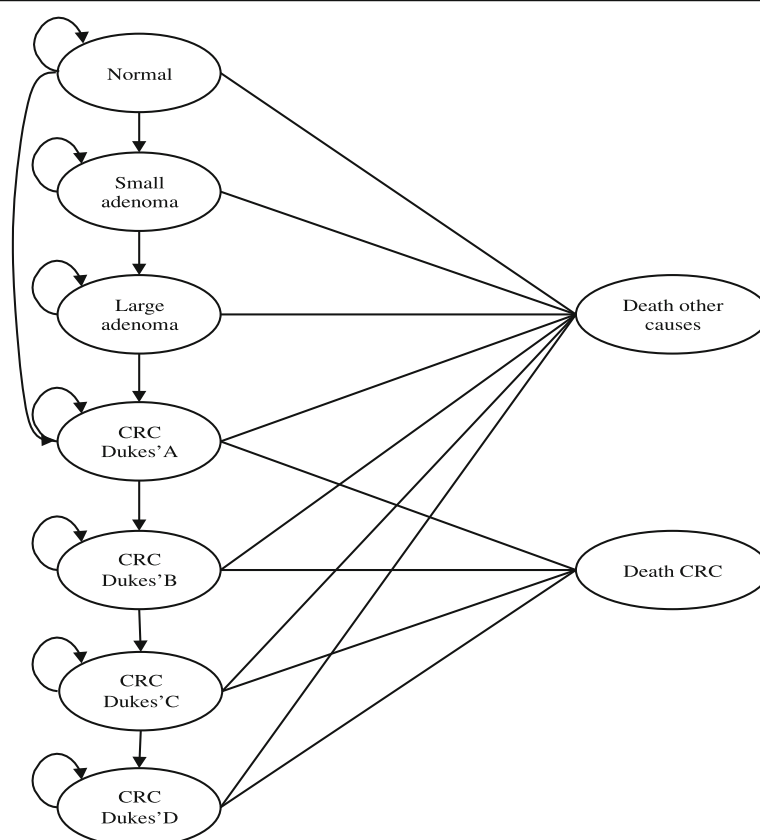 Normal
Small
adenoma
Large
adenoma
Death other
causes
CRC
Dukes'A
CRC
Dukes'B
Death CRC
CRC
Dukes'C
CRC
Dukes'D